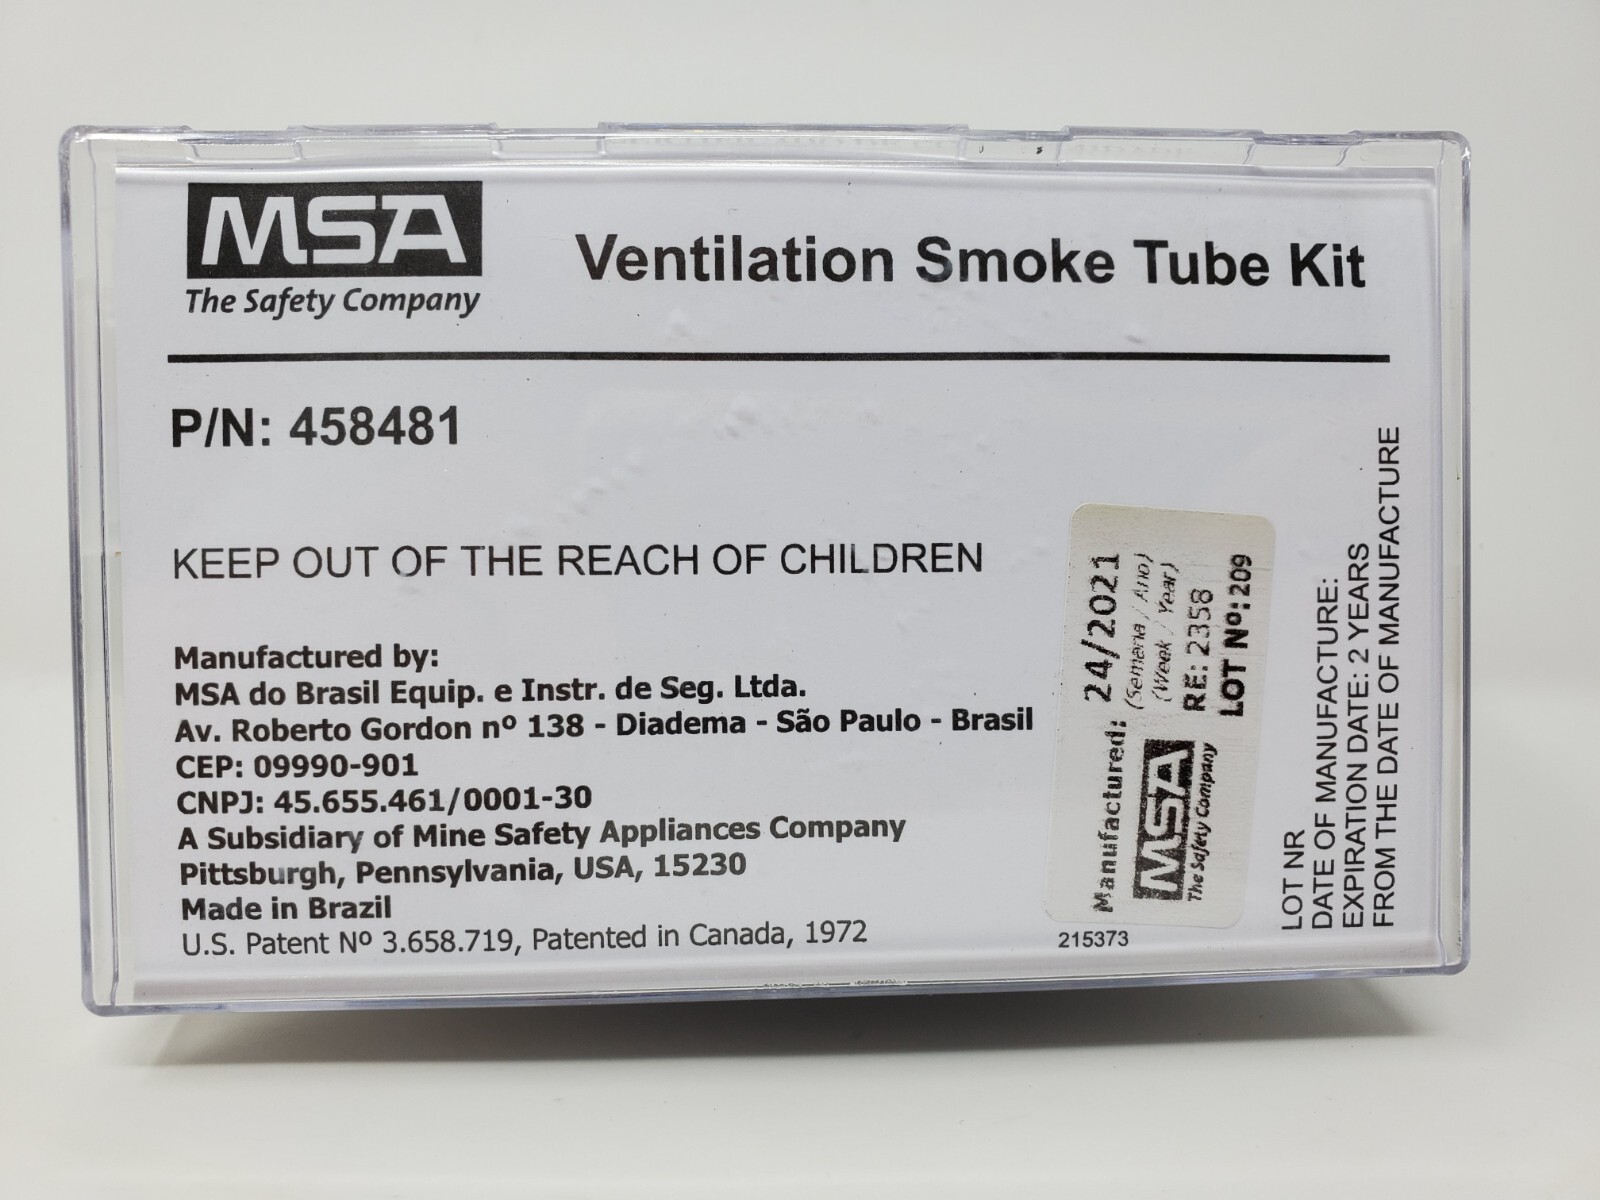 MSA
The Safety Company
Ventilation Smoke Tube Kit
P/N: 458481
KEEP OUT OF THE REACH OF CHILDREN
Manufactured by:
MSA do Brasil Equip. e Instr. de Seg. Ltda.
Av. Roberto Gordon nº 138 - Diadema - São Paulo - Brasil
CEP: 09990-901
CNPJ: 45.655.461/0001-30
A Subsidiary of Mine Safety Appliances Company
Pittsburgh, Pennsylvania, USA, 15230
Made in Brazil
U.S. Patent Nº 3.658.719, Patented in Canada, 1972
215373
Manufactured: 24/2021
(Semana / Ano)
(Week / Year)
MSA
The Safety Company
RE: 2358
LOT Nº: 209
LOT NR
DATE OF MANUFACTURE:
EXPIRATION DATE: 2 YEARS
FROM THE DATE OF MANUFACTURE